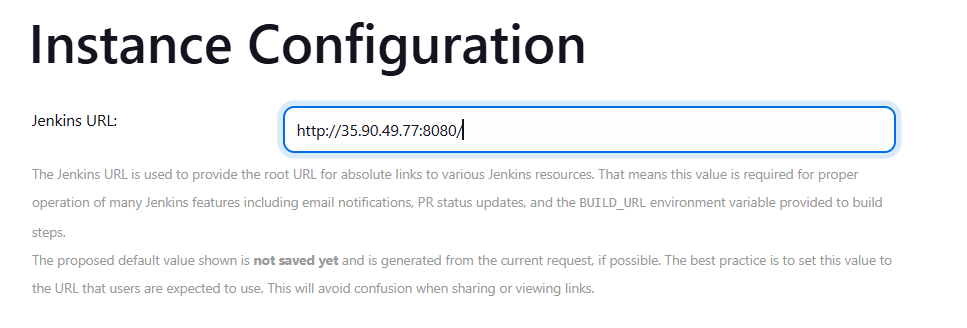 Instance Configuration
Jenkins URL:
http://35.90.49.77:8080/
The Jenkins URL is used to provide the root URL for absolute links to various Jenkins resources. That means this value is required for proper
operation of many Jenkins features including email notifications, PR status updates, and the BUILD_URL environment variable provided to build
steps.
The proposed default value shown is not saved yet and is generated from the current request, if possible. The best practice is to set this value to
the URL that users are expected to use. This will avoid confusion when sharing or viewing links.